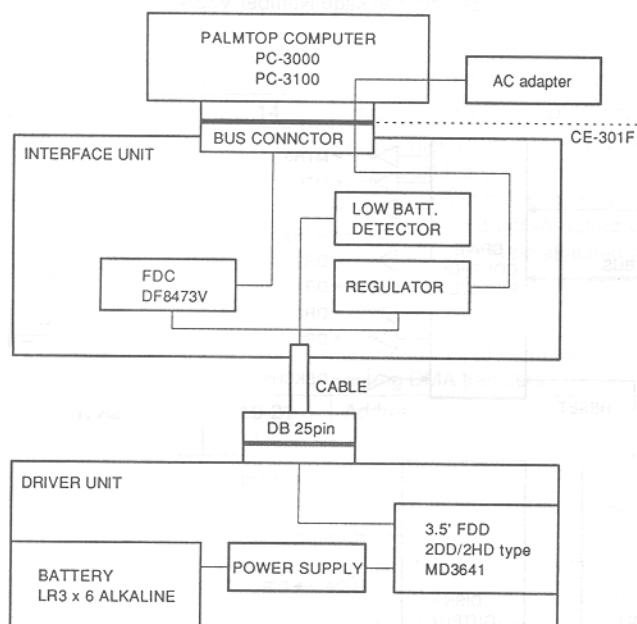 PALMTOP COMPUTER
PC-3000
PC-3100
AC adapter
BUS CONNCTOR
CE-301F
INTERFACE UNIT
LOW BATT.
DETECTOR
FDC
DF8473V
REGULATOR
CABLE
DB 25pin
DRIVER UNIT
3.5' FDD
2DD/2HD type
MD3641
POWER SUPPLY
BATTERY
LR3 x 6 ALKALINE